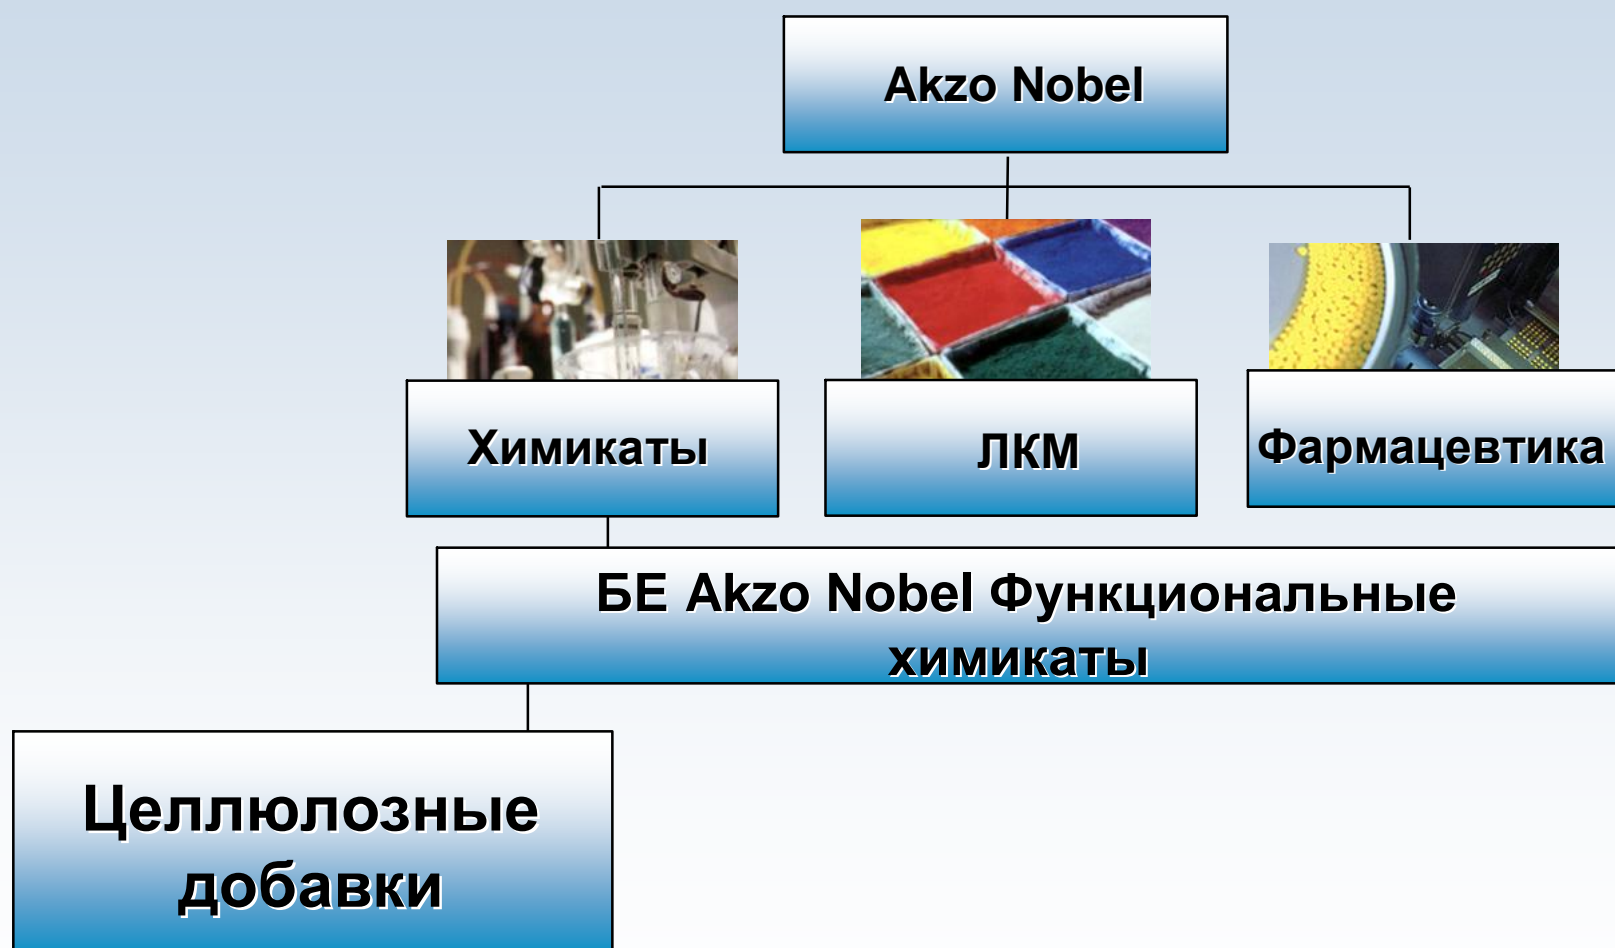 Akzo Nobel
Химикаты
ЛКМ
Фармацевтика
БЕ Akzo Nobel Функциональные
химикаты
Целлюлозные
добавки